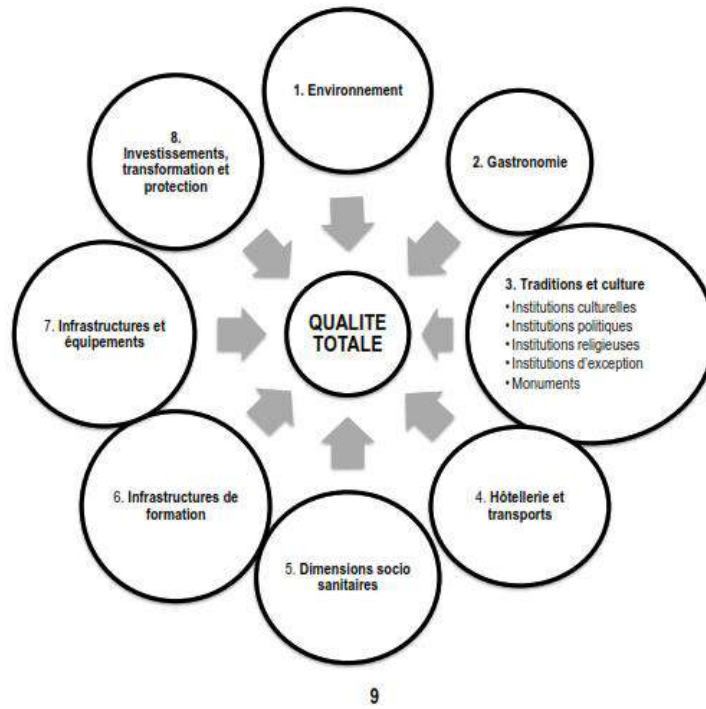 1. Environnement
2. Gastronomie
3. Traditions et culture
• Institutions culturelles
• Institutions politiques
• Institutions religieuses
• Institutions d'exception
• Monuments
4. Hôtellerie et
transports
5. Dimensions socio
sanitaires
6. Infrastructures de
formation
7. Infrastructures et
équipements
8.
Investissements,
transformation et
protection
QUALITE
TOTALE
9